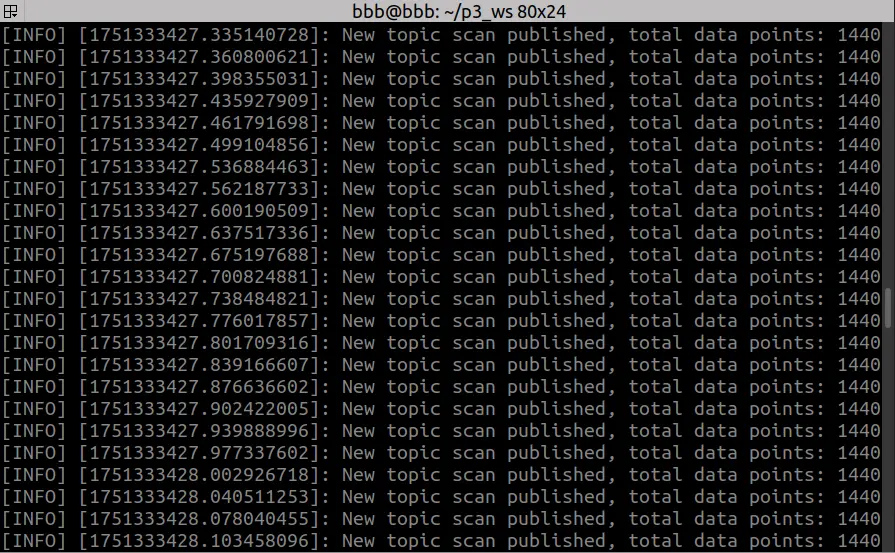 bbb@bbb: ~/p3_ws 80x24
[INFO] [1751333427.335140728]: New topic scan published, total data points: 1440
[INFO] [1751333427.360800621]: New topic scan published, total data points: 1440
[INFO] [1751333427.398355031]: New topic scan published, total data points: 1440
[INFO] [1751333427.435927909]: New topic scan published, total data points: 1440
[INFO] [1751333427.461791698]: New topic scan published, total data points: 1440
[INFO] [1751333427.499104856]: New topic scan published, total data points: 1440
[INFO] [1751333427.536884463]: New topic scan published, total data points: 1440
[INFO] [1751333427.562187733]: New topic scan published, total data points: 1440
[INFO] [1751333427.600190509]: New topic scan published, total data points: 1440
[INFO] [1751333427.637517336]: New topic scan published, total data points: 1440
[INFO] [1751333427.675197688]: New topic scan published, total data points: 1440
[INFO] [1751333427.700824881]: New topic scan published, total data points: 1440
[INFO] [1751333427.738484821]: New topic scan published, total data points: 1440
[INFO] [1751333427.776017857]: New topic scan published, total data points: 1440
[INFO] [1751333427.801709316]: New topic scan published, total data points: 1440
[INFO] [1751333427.839166607]: New topic scan published, total data points: 1440
[INFO] [1751333427.876636602]: New topic scan published, total data points: 1440
[INFO] [1751333427.902422005]: New topic scan published, total data points: 1440
[INFO] [1751333427.939888996]: New topic scan published, total data points: 1440
[INFO] [1751333427.977337602]: New topic scan published, total data points: 1440
[INFO] [1751333428.002926718]: New topic scan published, total data points: 1440
[INFO] [1751333428.040511253]: New topic scan published, total data points: 1440
[INFO] [1751333428.078040455]: New topic scan published, total data points: 1440
[INFO] [1751333428.103458096]: New topic scan published, total data points: 1440